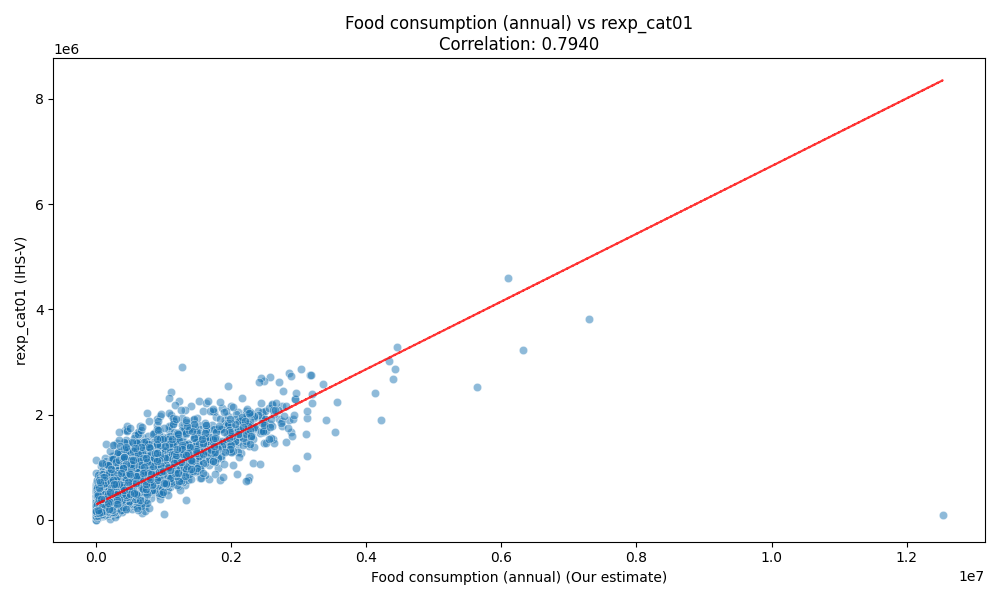 Food consumption (annual) vs rexp_cat01
Correlation: 0.7940
1e6
8
6
4
2
0
rexp_cat01 (IHS-V)
0.0 0.2 0.4 0.6 0.8 1.0 1.2
1e7
Food consumption (annual) (Our estimate)